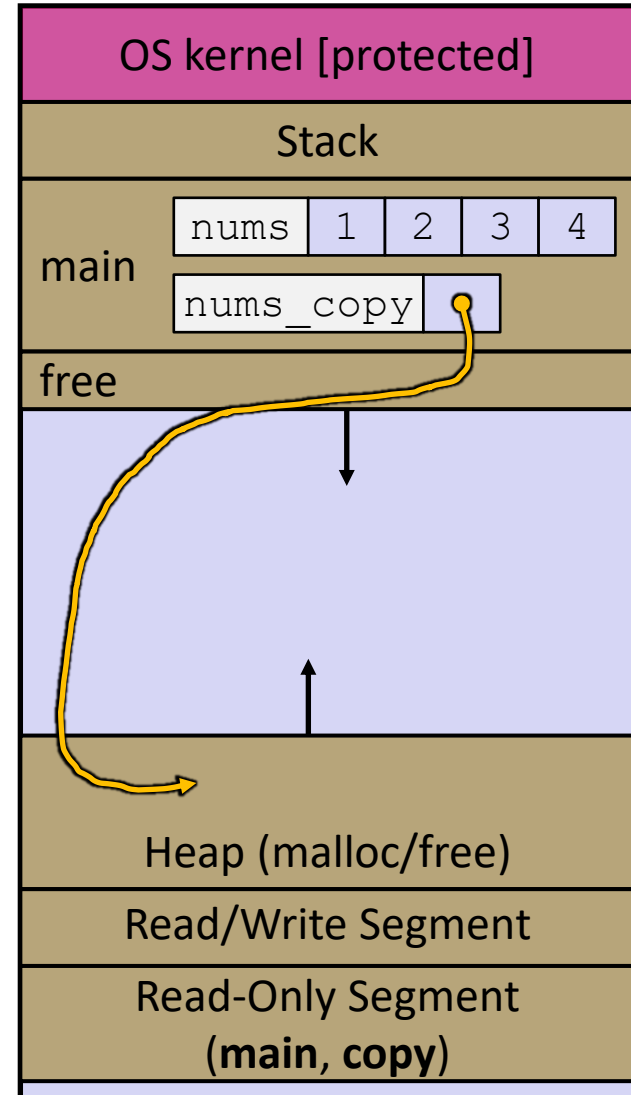 OS kernel [protected]
Stack
main
nums 1 2 3 4
nums_copy
free
Heap (malloc/free)
Read/Write Segment
Read-Only Segment
(main, copy)